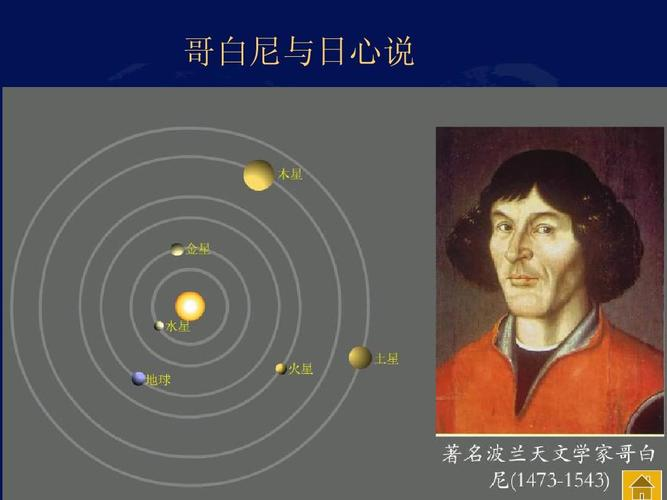 哥白尼与日心说
木星
金星
水星
火星
土星
地球
著名波兰天文学家哥白
尼(1473-1543)